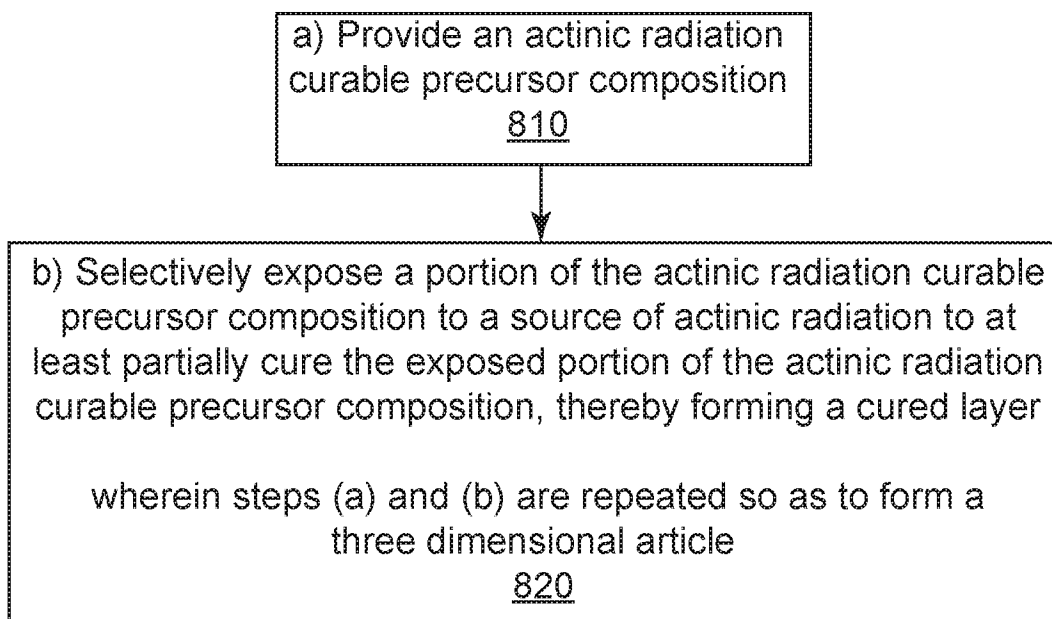 a) Provide an actinic radiation
curable precursor composition
810
b) Selectively expose a portion of the actinic radiation curable
precursor composition to a source of actinic radiation to at
least partially cure the exposed portion of the actinic radiation
curable precursor composition, thereby forming a cured layer
wherein steps (a) and (b) are repeated so as to form a
three dimensional article
820